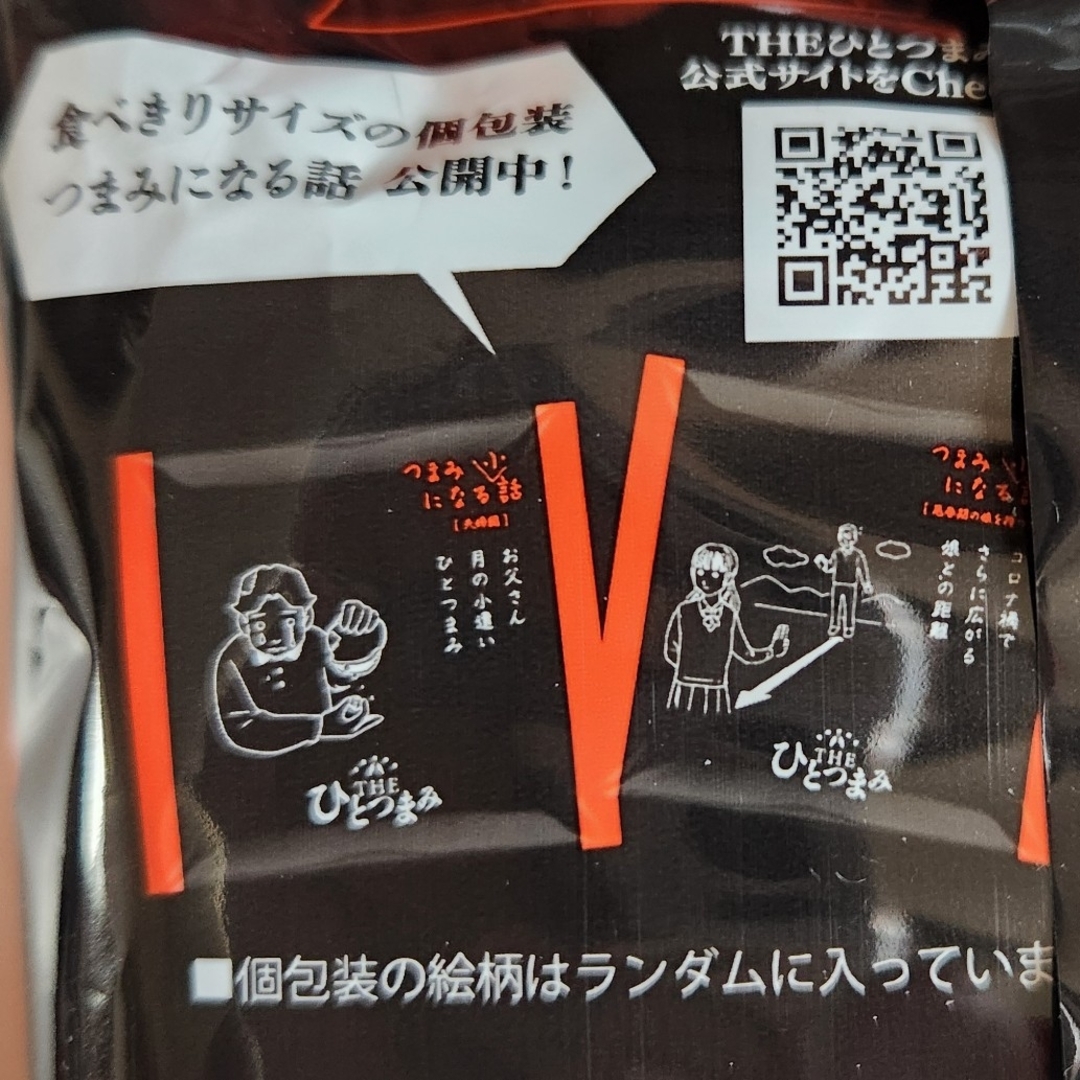 THEひとつま
公式サイトをChe
食べきりサイズの個包装
つまみになる話 公開中!
つまみ
になる話
[夫婦編]
お父さん
月の小遣い
ひとつまみ
THE
ひとつまみ
つまみ
になる
コロナ禍で
さらに広がる
娘との距離
THE
ひとつまみ
■個包装の絵柄はランダムに入っていま